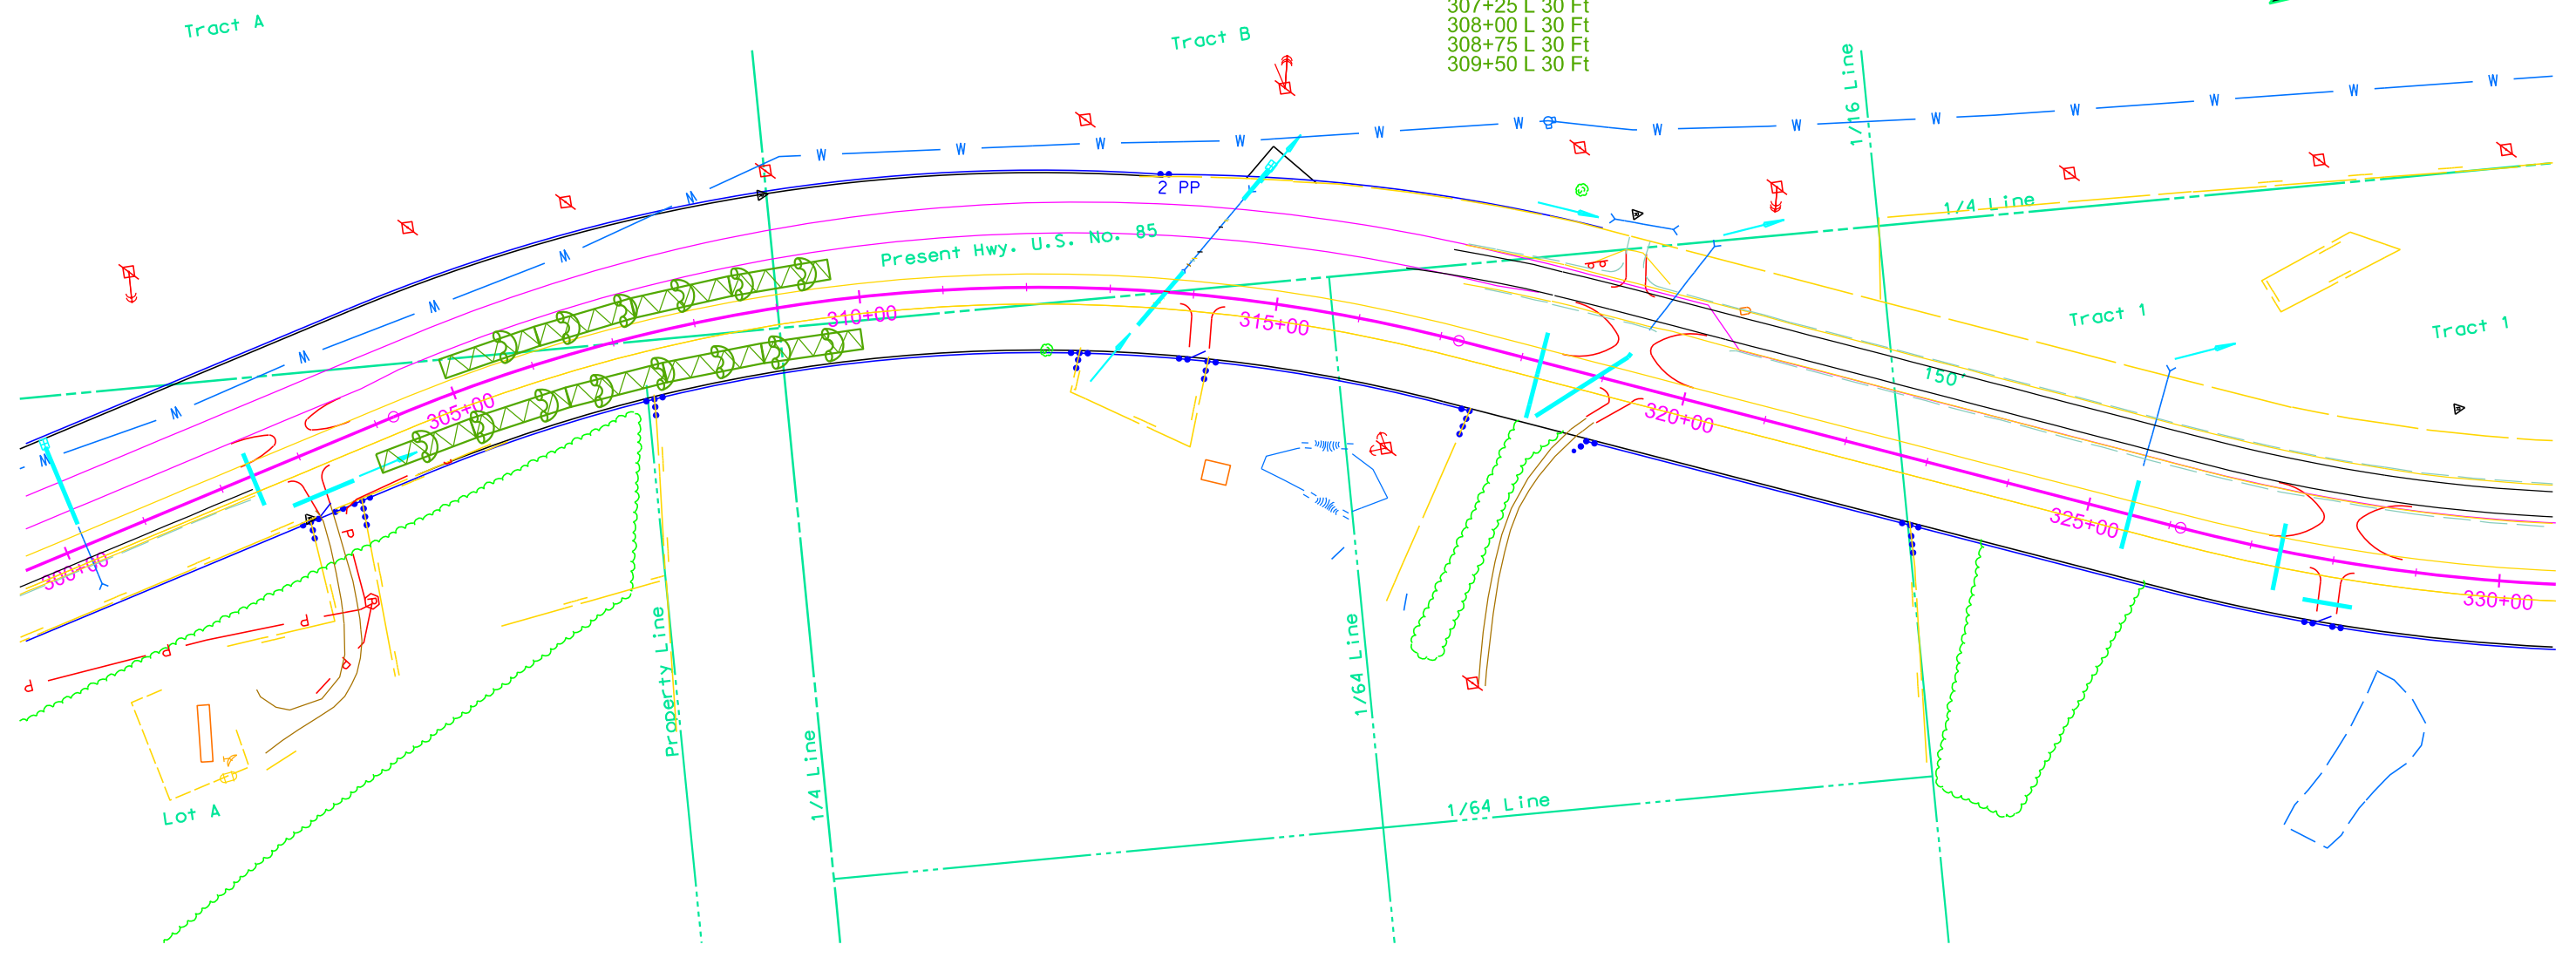 307+25 L 30 Ft
308+00 L 30 Ft
308+75 L 30 Ft
309+50 L 30 Ft
Tract A
Tract B
1/16 Line
W W W W W W W W W W W W W
W W W W W W
2 PP
1/4 Line
Present Hwy. U.S. No. 85
Tract 1
Tract 1
150'
300+00
305+00
310+00
315+00
320+00
325+00
330+00
P
P
P
P
P
P
Property Line
1/4 Line
1/64 Line
1/64 Line
Lot A